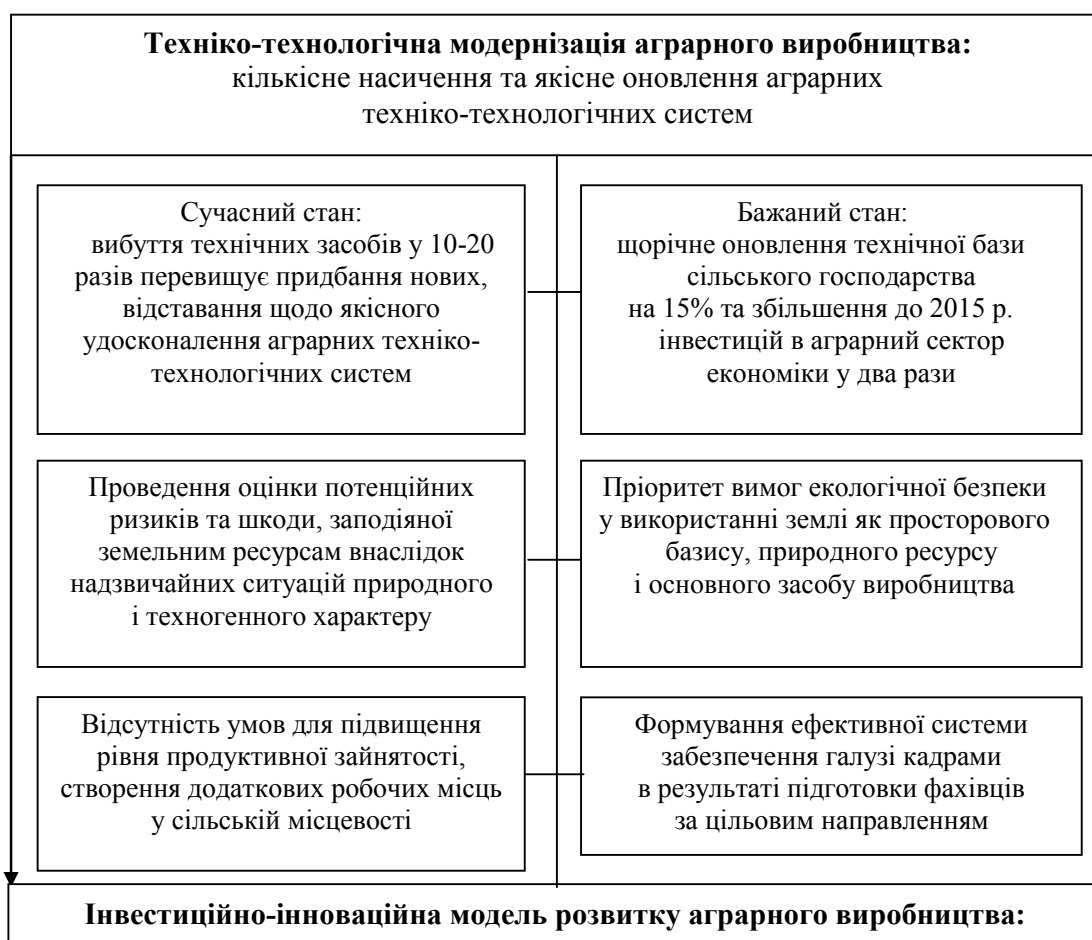 Техніко-технологічна модернізація аграрного виробництва:
кількісне насичення та якісне оновлення аграрних
техніко-технологічних систем
Сучасний стан:
вибуття технічних засобів у 10-20
разів перевищує придбання нових,
відставання щодо якісного
удосконалення аграрних техніко-
технологічних систем
Бажаний стан:
щорічне оновлення технічної бази
сільського господарства
на 15% та збільшення до 2015 р.
інвестицій в аграрний сектор
економіки у два рази
Проведення оцінки потенційних
ризиків та шкоди, заподіяної
земельним ресурсам внаслідок
надзвичайних ситуацій природного
і техногенного характеру
Пріоритет вимог екологічної безпеки
у використанні землі як просторового
базису, природного ресурсу
і основного засобу виробництва
Відсутність умов для підвищення
рівня продуктивної зайнятості,
створення додаткових робочих місць
у сільській місцевості
Формування ефективної системи
забезпечення галузі кадрами
в результаті підготовки фахівців
за цільовим направленням
Інвестиційно-інноваційна модель розвитку аграрного виробництва: